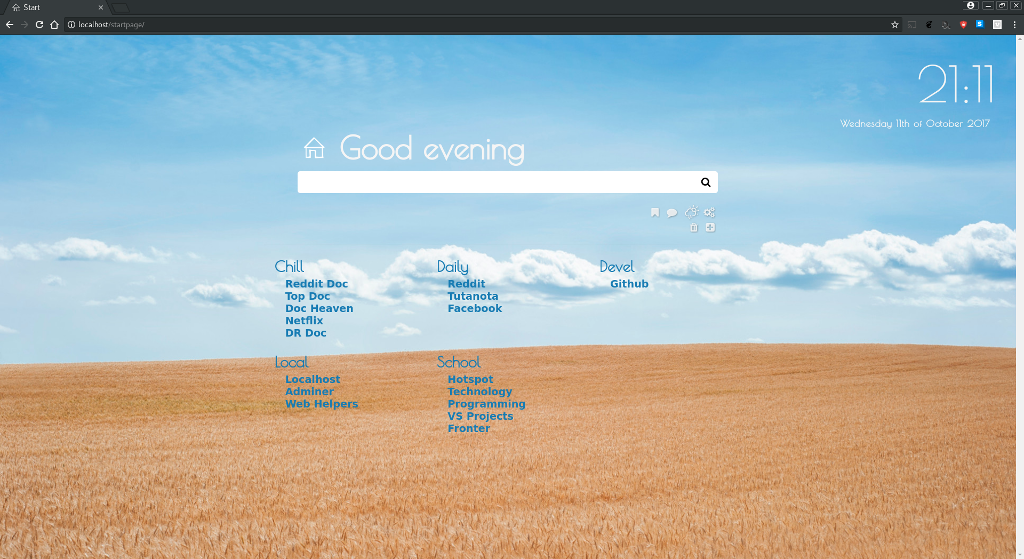 Start
localhost/startpage/
21:11
Wednesday 11th of October 2017
Good evening
Chill
Reddit Doc
Top Doc
Doc Heaven
Netflix
DR Doc
Daily
Reddit
Tutanota
Facebook
Devel
Github
Local
Localhost
Adminer
Web Helpers
School
Hotspot
Technology
Programming
VS Projects
Fronter